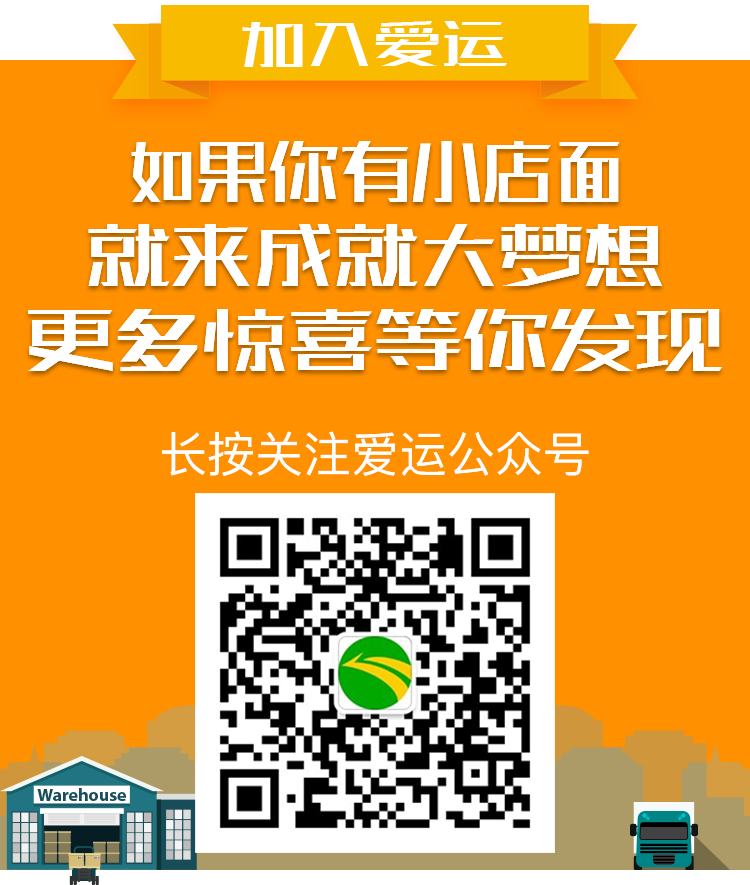 加入爱运
如果你有小店面
就来成就大梦想
更多惊喜等你发现
长按关注爱运公众号
Warehouse